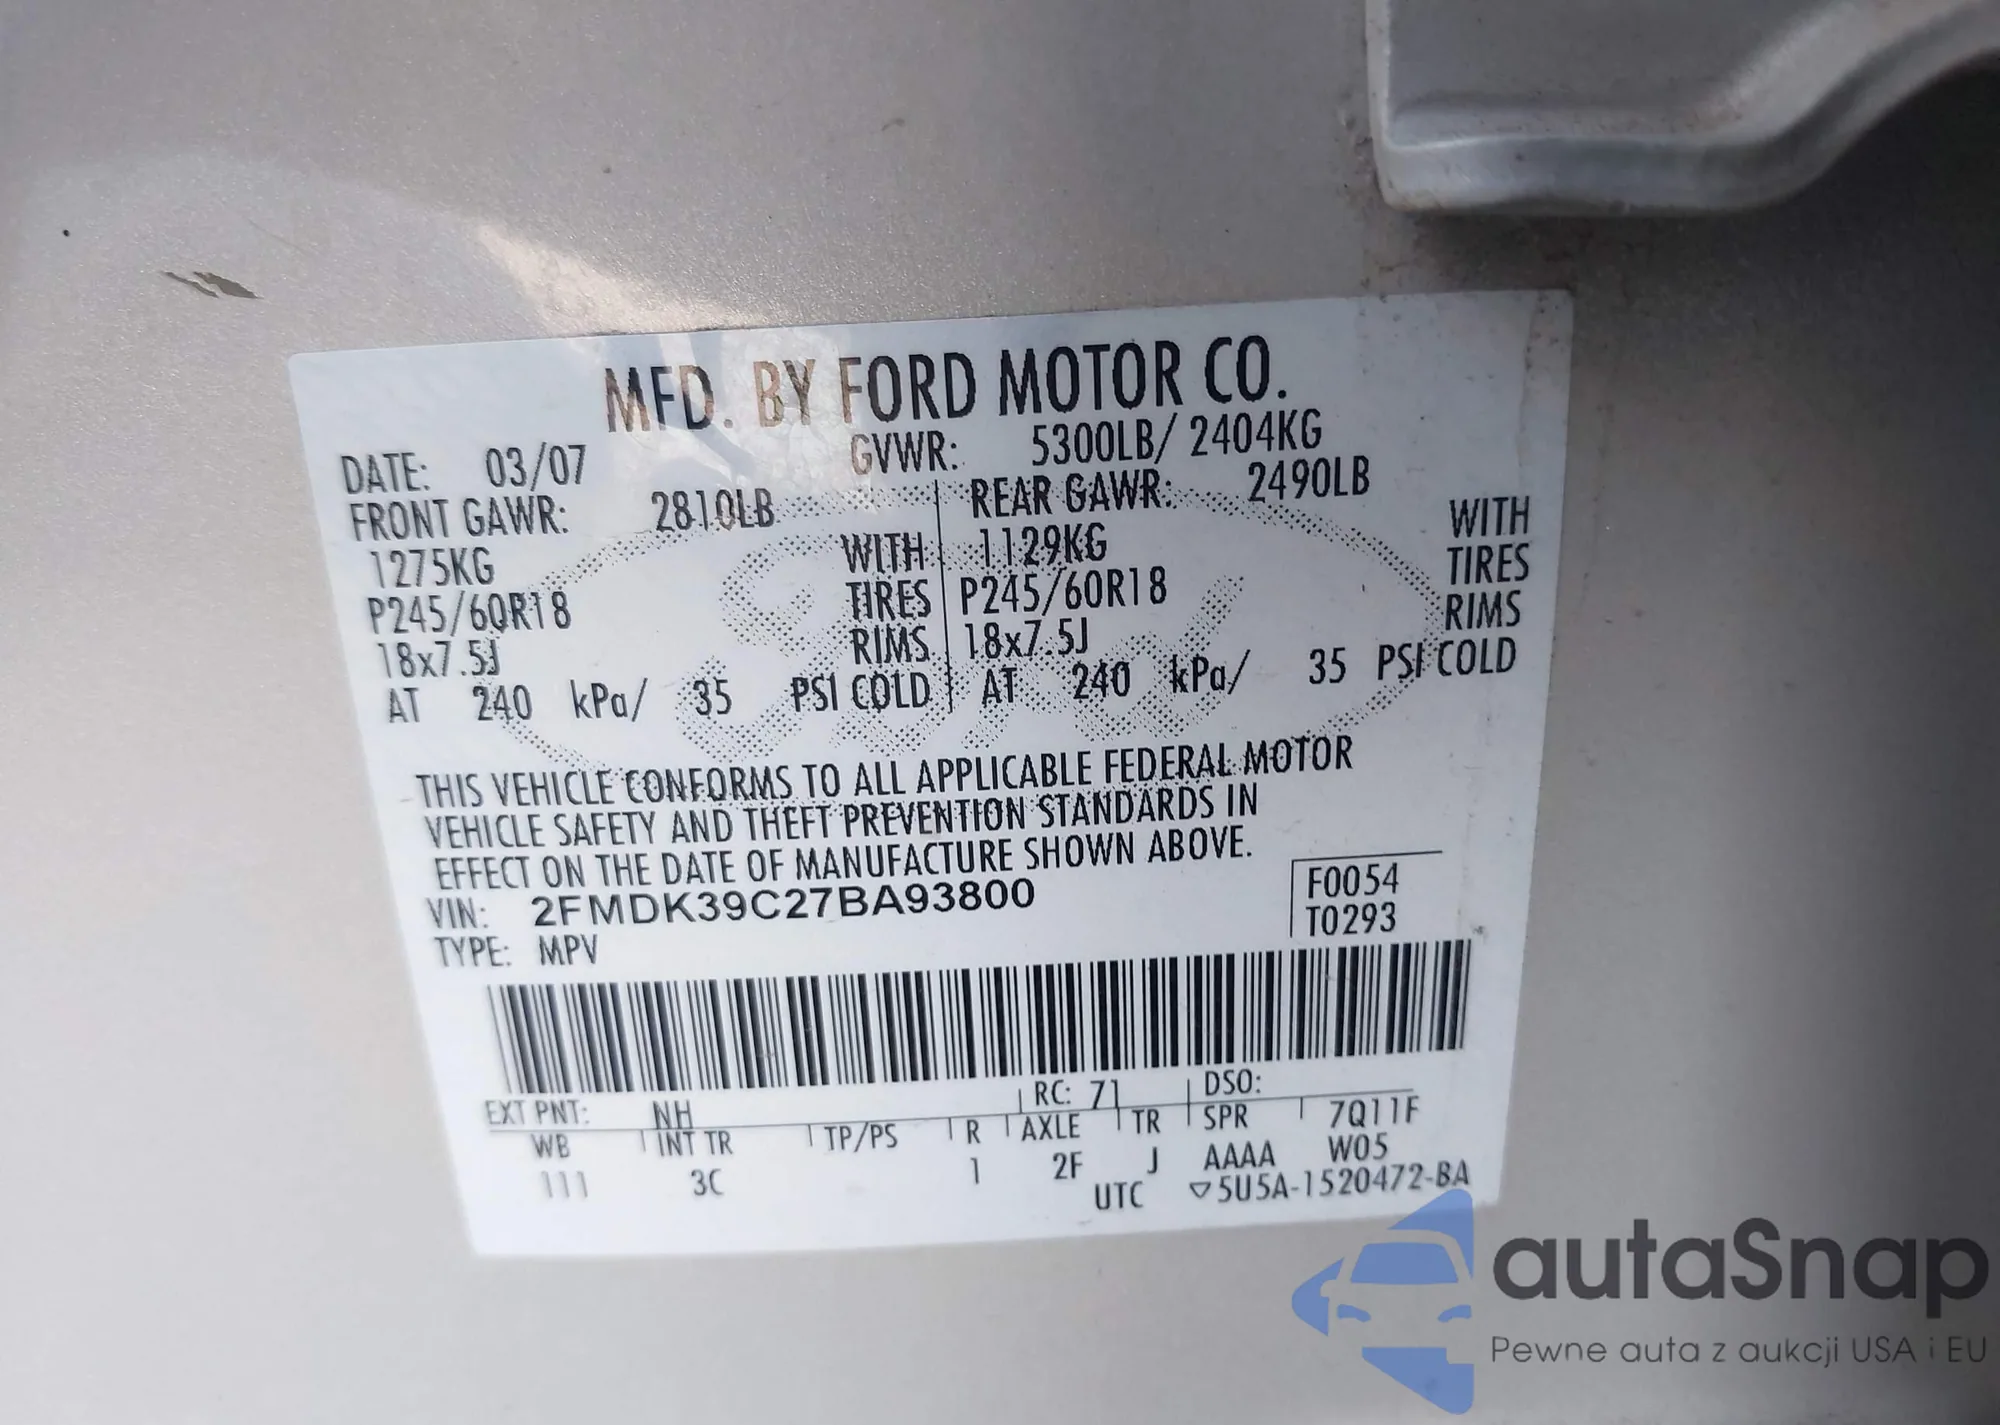 MFD. BY FORD MOTOR CO.
DATE: 03/07 GVWR: 5300LB/ 2404KG
FRONT GAWR: 2810LB REAR GAWR: 2490LB
1275KG WITH 1129KG WITH
P245/60R18 TIRES P245/60R18 TIRES
18x7.5J RIMS 18x7.5J RIMS
AT 240 kPa/ 35 PSI COLD AT 240 kPa/ 35 PSI COLD
THIS VEHICLE CONFORMS TO ALL APPLICABLE FEDERAL MOTOR
VEHICLE SAFETY AND THEFT PREVENTION STANDARDS IN
EFFECT ON THE DATE OF MANUFACTURE SHOWN ABOVE.
VIN: 2FMDK39C27BA93800
TYPE: MPV
F0054
T0293
EXT PNT: NH RC: 71 DSO:
WB INT TR TP/PS R AXLE TR SPR 7Q11F
111 3C 1 2F J AAAA W05
UTC ▽5U5A-1520472-BA
autaSnap
Pewne auta z aukcji USA i EU